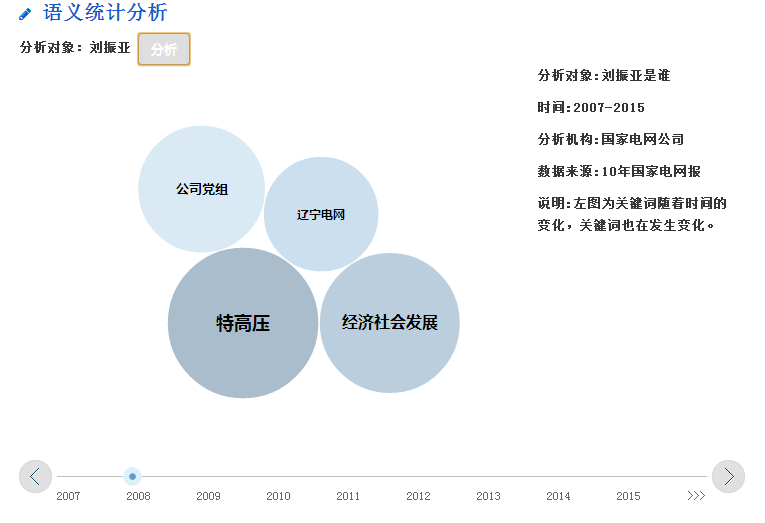 语义统计分析
分析对象：刘振亚 分析
分析对象:刘振亚是谁
时间:2007-2015
分析机构:国家电网公司
数据来源:10年国家电网报
说明:左图为关键词随着时间的
变化，关键词也在发生变化。
公司党组
辽宁电网
特高压
经济社会发展
2007 2008 2009 2010 2011 2012 2013 2014 2015 >>>